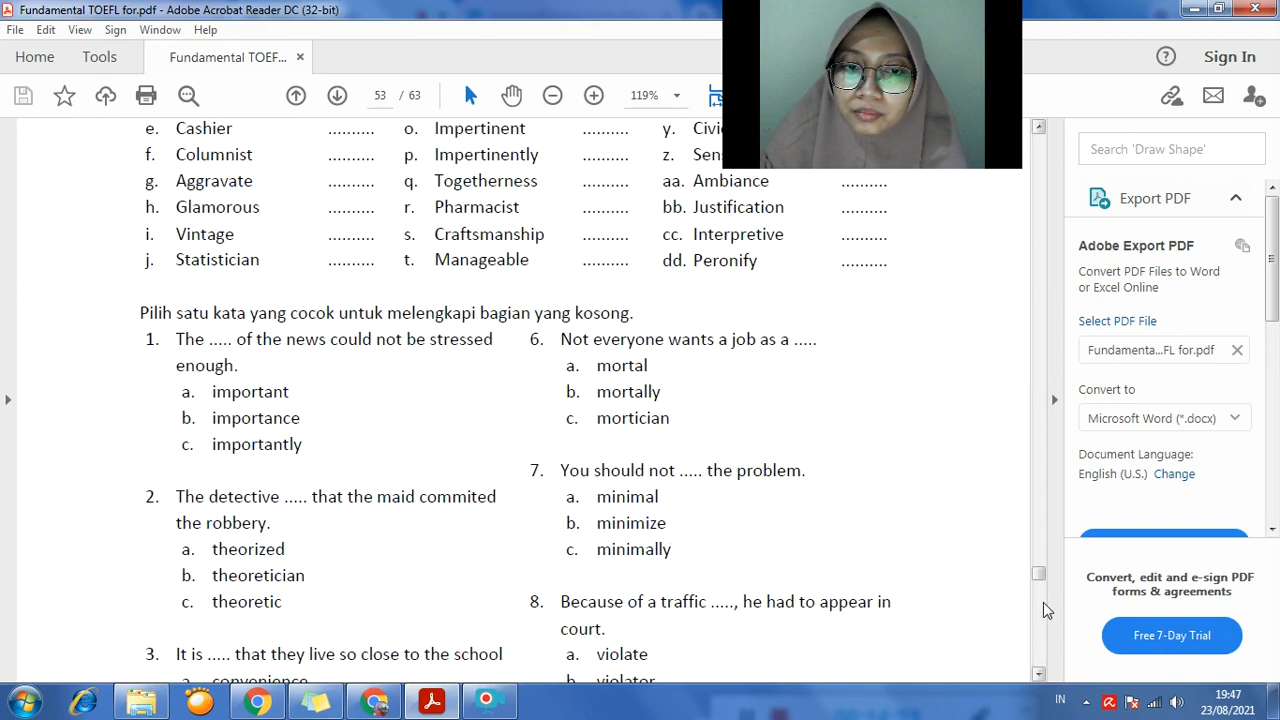 Fundamental TOEFL for.pdf - Adobe Acrobat Reader DC (32-bit)
File Edit View Sign Window Help
Home Tools Fundamental TOEF... × Sign In
53 / 63 119%
e. Cashier .......... o. Impertinent .......... y.
f. Columnist .......... p. Impertinently .......... z.
g. Aggravate .......... q. Togetherness .......... aa. Ambiance ..........
h. Glamorous .......... r. Pharmacist .......... bb. Justification ..........
i. Vintage .......... s. Craftsmanship .......... cc. Interpretive ..........
j. Statistician .......... t. Manageable .......... dd. Peronify ..........
Pilih satu kata yang cocok untuk melengkapi bagian yang kosong.
1. The ..... of the news could not be stressed
enough.
a. important
b. importance
c. importantly
2. The detective ..... that the maid commited
the robbery.
a. theorized
b. theoretician
c. theoretic
3. It is ..... that they live so close to the school
a. convenience
6. Not everyone wants a job as a .....
a. mortal
b. mortally
c. mortician
7. You should not ..... the problem.
a. minimal
b. minimize
c. minimally
8. Because of a traffic ....., he had to appear in
court.
a. violate
b. violator
Search 'Draw Shape'
Export PDF
Adobe Export PDF
Convert PDF Files to Word
or Excel Online
Select PDF File
Fundamenta...FL for.pdf ×
Convert to
Microsoft Word (*.docx)
Document Language:
English (U.S.) Change
Convert, edit and e-sign PDF
forms & agreements
Free 7-Day Trial
IN
19:47
23/08/2021